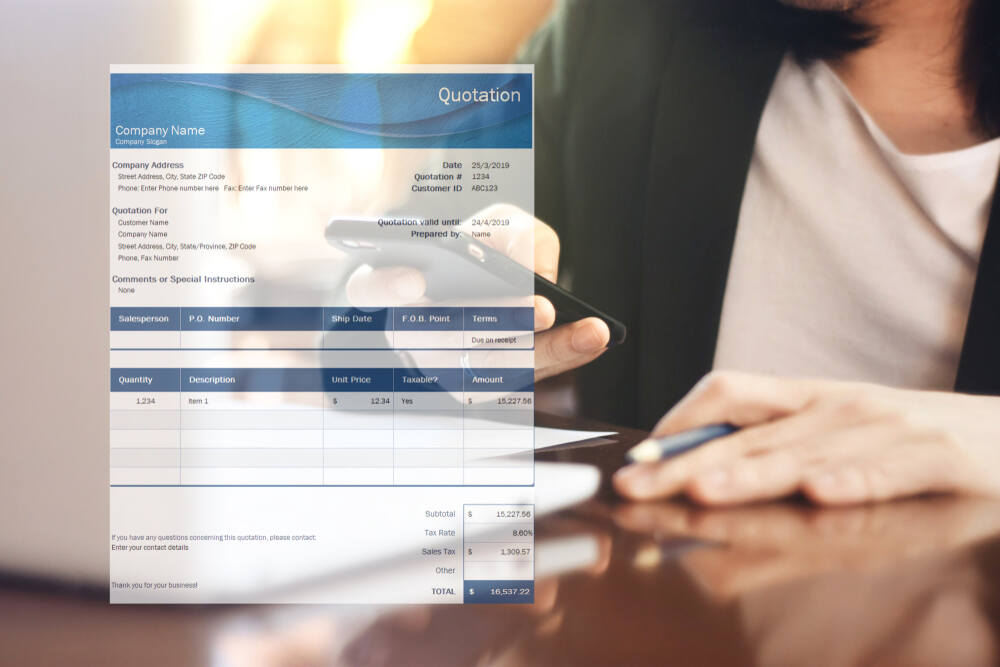 Quotation
Company Name
Company Slogan
Company Address
Street Address, City, State ZIP Code
Phone: Enter Phone number here Fax: Enter Fax number here
Date 25/3/2019
Quotation # 1234
Customer ID ABC123
Quotation For
Customer Name
Company Name
Street Address, City, State/Province, ZIP Code
Phone, Fax Number
Quotation valid until: 24/4/2019
Prepared by: Name
Comments or Special Instructions
None
Salesperson P.O. Number Ship Date F.O.B. Point Terms
Due on receipt
Quantity Description Unit Price Taxable? Amount
1,234 Item 1 $ 12.34 Yes $ 15,227.56
Subtotal $ 15,227.56
Tax Rate 8.60%
Sales Tax $ 1,309.57
Other
TOTAL $ 16,537.22
If you have any questions concerning this quotation, please contact:
Enter your contact details
Thank you for your business!